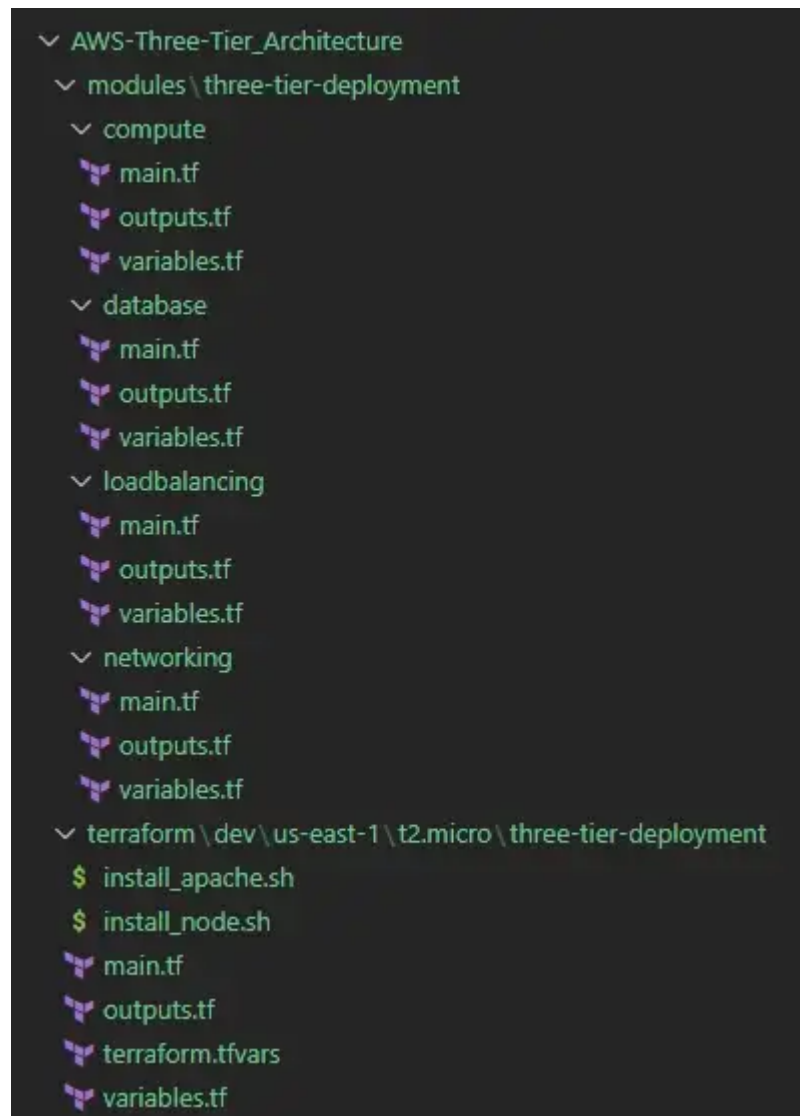 AWS-Three-Tier_Architecture
modules\three-tier-deployment
compute
main.tf
outputs.tf
variables.tf
database
main.tf
outputs.tf
variables.tf
loadbalancing
main.tf
outputs.tf
variables.tf
networking
main.tf
outputs.tf
variables.tf
terraform\dev\us-east-1\t2.micro\three-tier-deployment
$ install_apache.sh
$ install_node.sh
main.tf
outputs.tf
terraform.tfvars
variables.tf